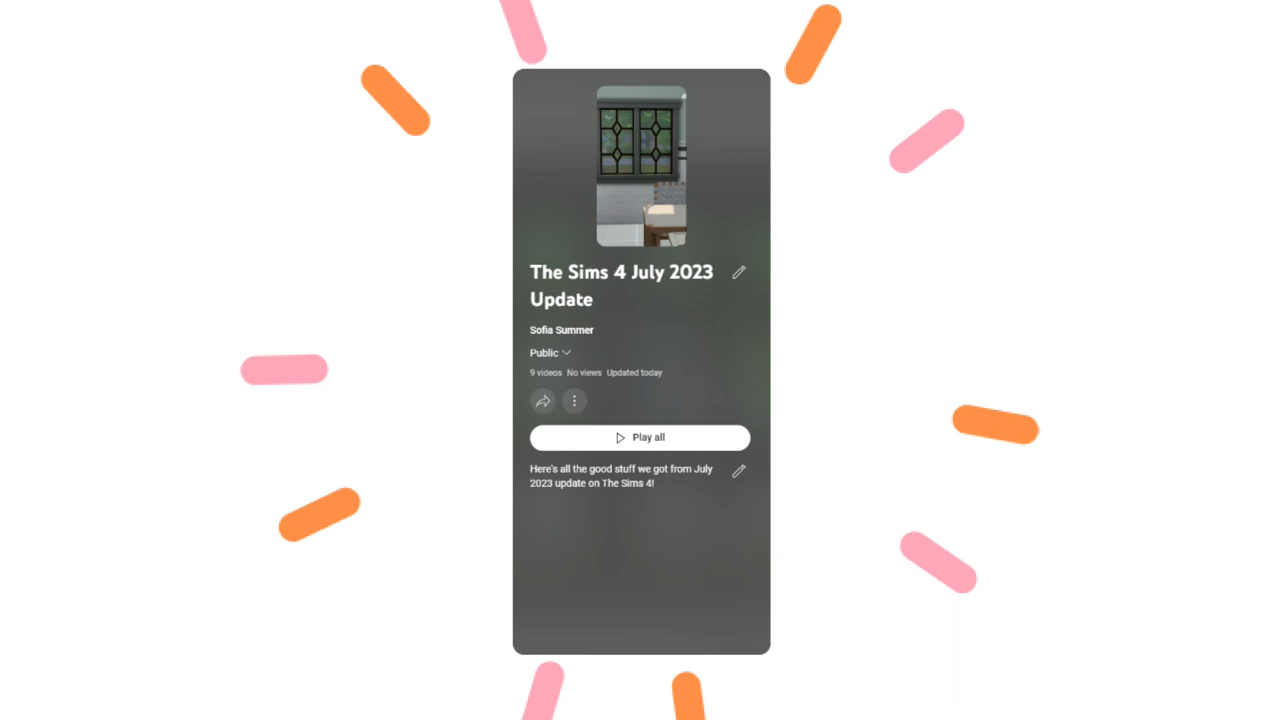 The Sims 4 July 2023
Update
Sofia Summer
Public
9 videos No views Updated today
Play all
Here's all the good stuff we got from July
2023 update on The Sims 4!